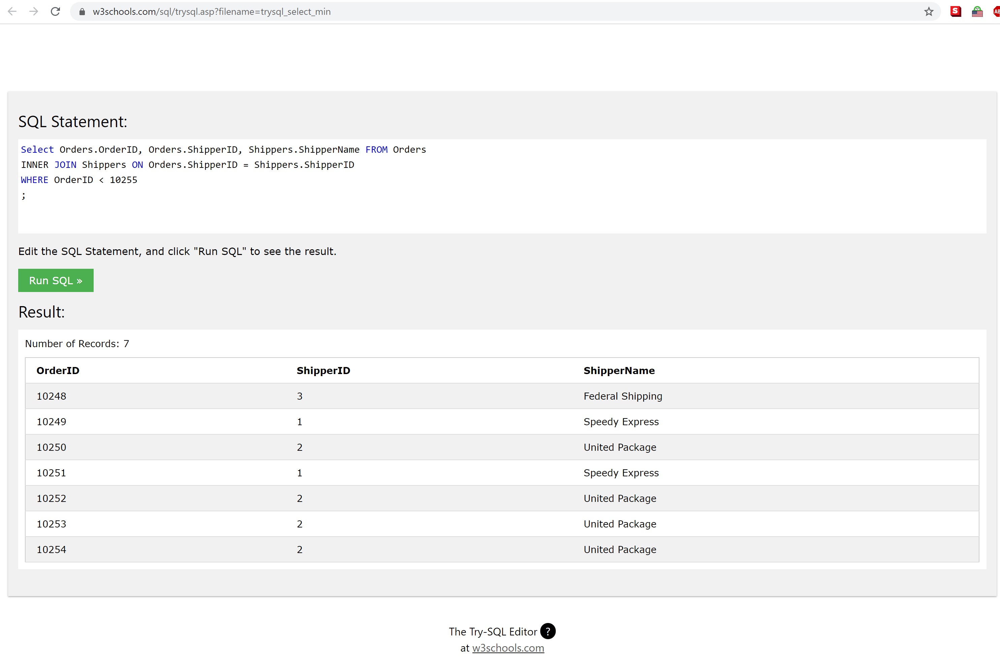 w3schools.com/sql/trysql.asp?filename=trysql_select_min
S
AB
SQL Statement:
Select Orders.OrderID, Orders.ShipperID, Shippers.ShipperName FROM Orders
INNER JOIN Shippers ON Orders.ShipperID = Shippers.ShipperID
WHERE OrderID < 10255
;
Edit the SQL Statement, and click "Run SQL" to see the result.
Run SQL »
Result:
Number of Records: 7
OrderID ShipperID ShipperName
10248 3 Federal Shipping
10249 1 Speedy Express
10250 2 United Package
10251 1 Speedy Express
10252 2 United Package
10253 2 United Package
10254 2 United Package
The Try-SQL Editor ?
at w3schools.com